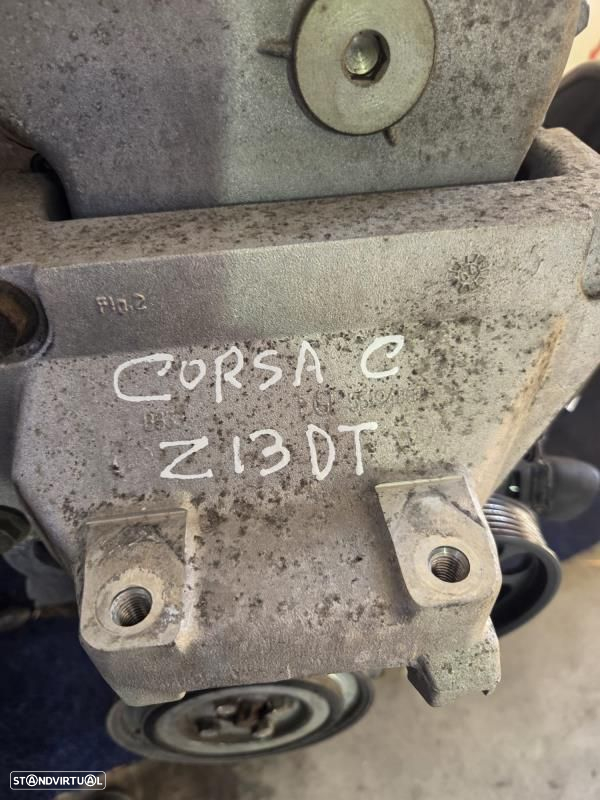 Fig.2
CORSA C
Z13DT
STANDVIRTUAL